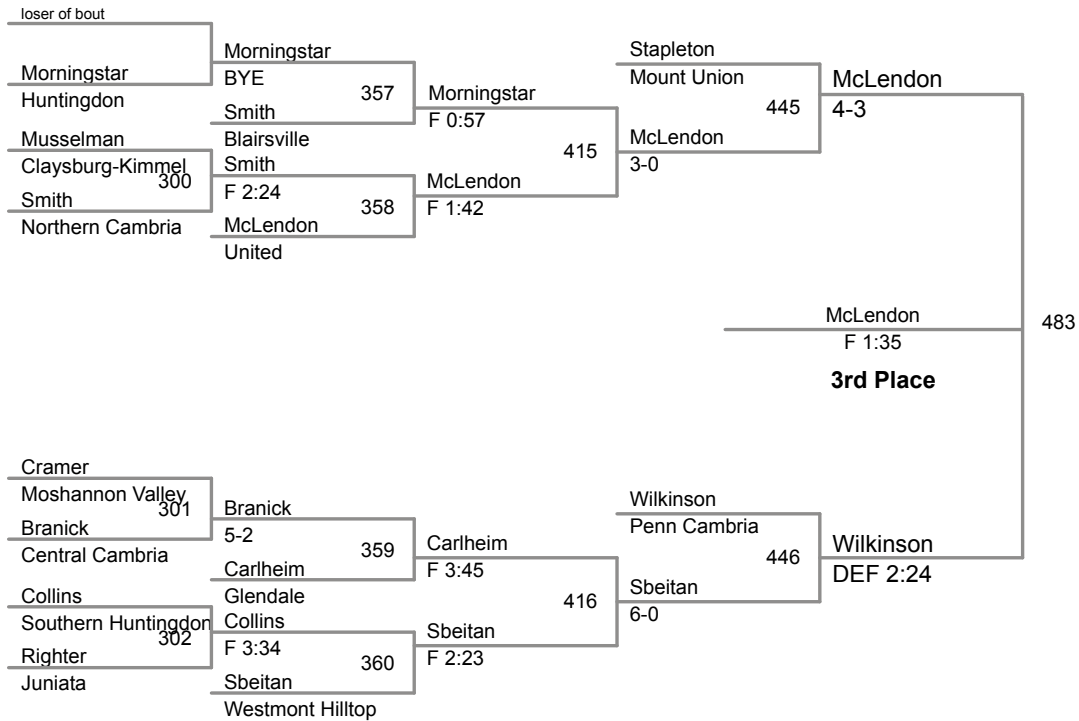 loser of bout
Morningstar
Huntingdon
Musselman
Claysburg-Kimmel
300
Smith
Northern Cambria
Morningstar
BYE
357
Smith
Blairsville
Smith
F 2:24
358
McLendon
United
Morningstar
F 0:57
415
McLendon
F 1:42
Stapleton
Mount Union
445
McLendon
3-0
McLendon
4-3
McLendon
F 1:35
483
3rd Place
Cramer
Moshannon Valley
301
Branick
Central Cambria
Collins
Southern Huntingdon
302
Righter
Juniata
Branick
5-2
359
Carlheim
Glendale
Collins
F 3:34
360
Sbeitan
Westmont Hilltop
Carlheim
F 3:45
416
Sbeitan
F 2:23
Wilkinson
Penn Cambria
446
Sbeitan
6-0
Wilkinson
DEF 2:24